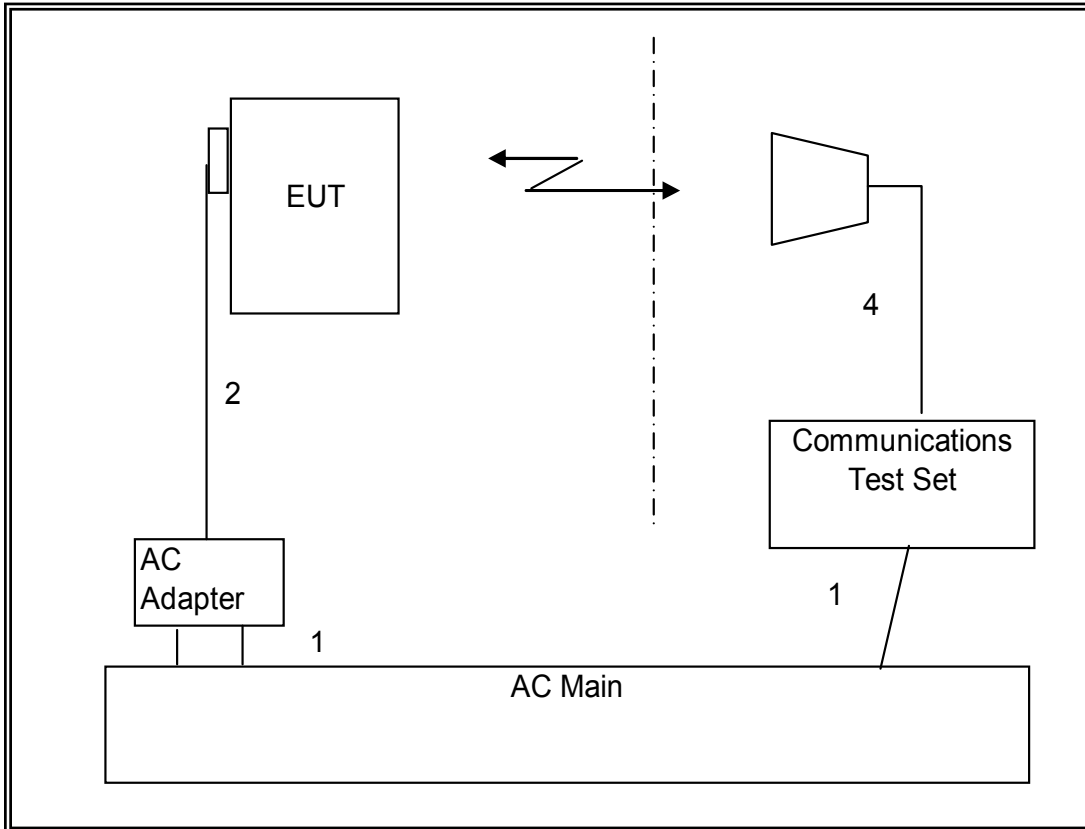 EUT
4
2
Communications
Test Set
AC
Adapter
1
1
AC Main